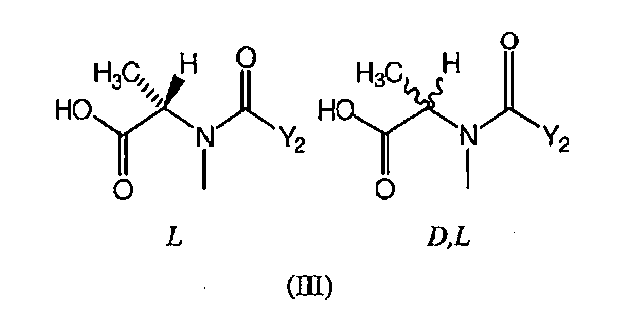 H₃C H O H₃C H O
HO N Y₂ HO N Y₂
O O
L D,L
(III)